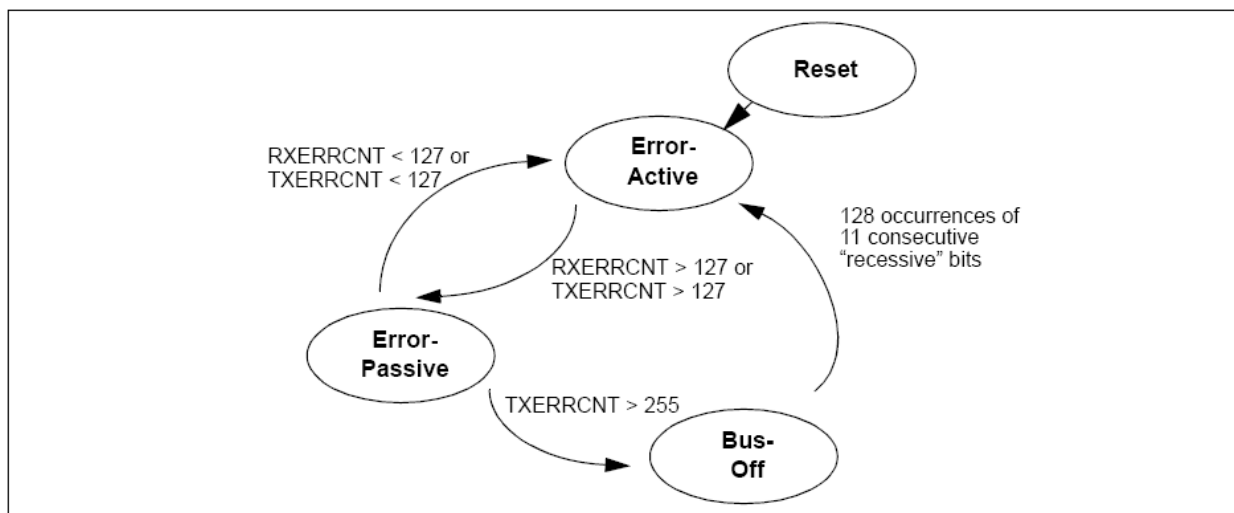 Reset
Error-
Active
RXERRCNT < 127 or
TXERRCNT < 127
128 occurrences of
11 consecutive
“recessive” bits
RXERRCNT > 127 or
TXERRCNT > 127
Error-
Passive
TXERRCNT > 255
Bus-
Off